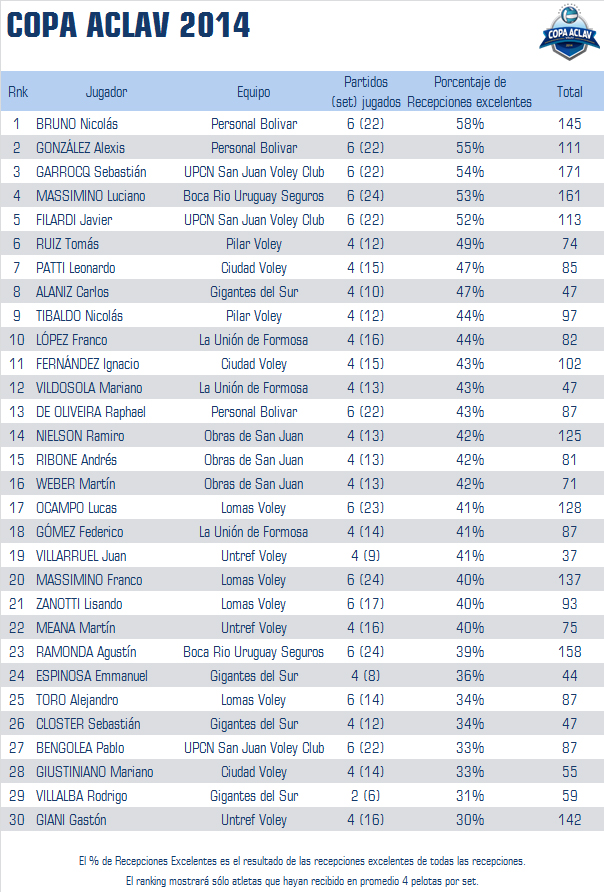 COPA ACLAV 2014
COPA ACLAV
Rnk Jugador Equipo Partidos (set) jugados Porcentaje de Recepciones excelentes Total
1 BRUNO Nicolás Personal Bolivar 6 (22) 58% 145
2 GONZÁLEZ Alexis Personal Bolivar 6 (22) 55% 111
3 GARROCQ Sebastián UPCN San Juan Voley Club 6 (22) 54% 171
4 MASSIMINO Luciano Boca Rio Uruguay Seguros 6 (24) 53% 161
5 FILARDI Javier UPCN San Juan Voley Club 6 (22) 52% 113
6 RUIZ Tomás Pilar Voley 4 (12) 49% 74
7 PATTI Leonardo Ciudad Voley 4 (15) 47% 85
8 ALANIZ Carlos Gigantes del Sur 4 (10) 47% 47
9 TIBALDO Nicolás Pilar Voley 4 (12) 44% 97
10 LÓPEZ Franco La Unión de Formosa 4 (16) 44% 82
11 FERNÁNDEZ Ignacio Ciudad Voley 4 (15) 43% 102
12 VILDOSOLA Mariano La Unión de Formosa 4 (13) 43% 47
13 DE OLIVEIRA Raphael Personal Bolivar 6 (22) 43% 87
14 NIELSON Ramiro Obras de San Juan 4 (13) 42% 125
15 RIBONE Andrés Obras de San Juan 4 (13) 42% 81
16 WEBER Martín Obras de San Juan 4 (13) 42% 71
17 OCAMPO Lucas Lomas Voley 6 (23) 41% 128
18 GÓMEZ Federico La Unión de Formosa 4 (14) 41% 87
19 VILLARRUEL Juan Untref Voley 4 (9) 41% 37
20 MASSIMINO Franco Lomas Voley 6 (24) 40% 137
21 ZANOTTI Lisando Lomas Voley 6 (17) 40% 93
22 MEANA Martín Untref Voley 4 (16) 40% 75
23 RAMONDA Agustín Boca Rio Uruguay Seguros 6 (24) 39% 158
24 ESPINOSA Emmanuel Gigantes del Sur 4 (8) 36% 44
25 TORO Alejandro Lomas Voley 6 (14) 34% 87
26 CLOSTER Sebastián Gigantes del Sur 4 (12) 34% 47
27 BENGOLEA Pablo UPCN San Juan Voley Club 6 (22) 33% 87
28 GIUSTINIANO Mariano Ciudad Voley 4 (14) 33% 55
29 VILLALBA Rodrigo Gigantes del Sur 2 (6) 31% 59
30 GIANI Gastón Untref Voley 4 (16) 30% 142
El % de Recepciones Excelentes es el resultado de las recepciones excelentes de todas las recepciones.
El ranking mostrará sólo atletas que hayan recibido en promedio 4 pelotas por set.